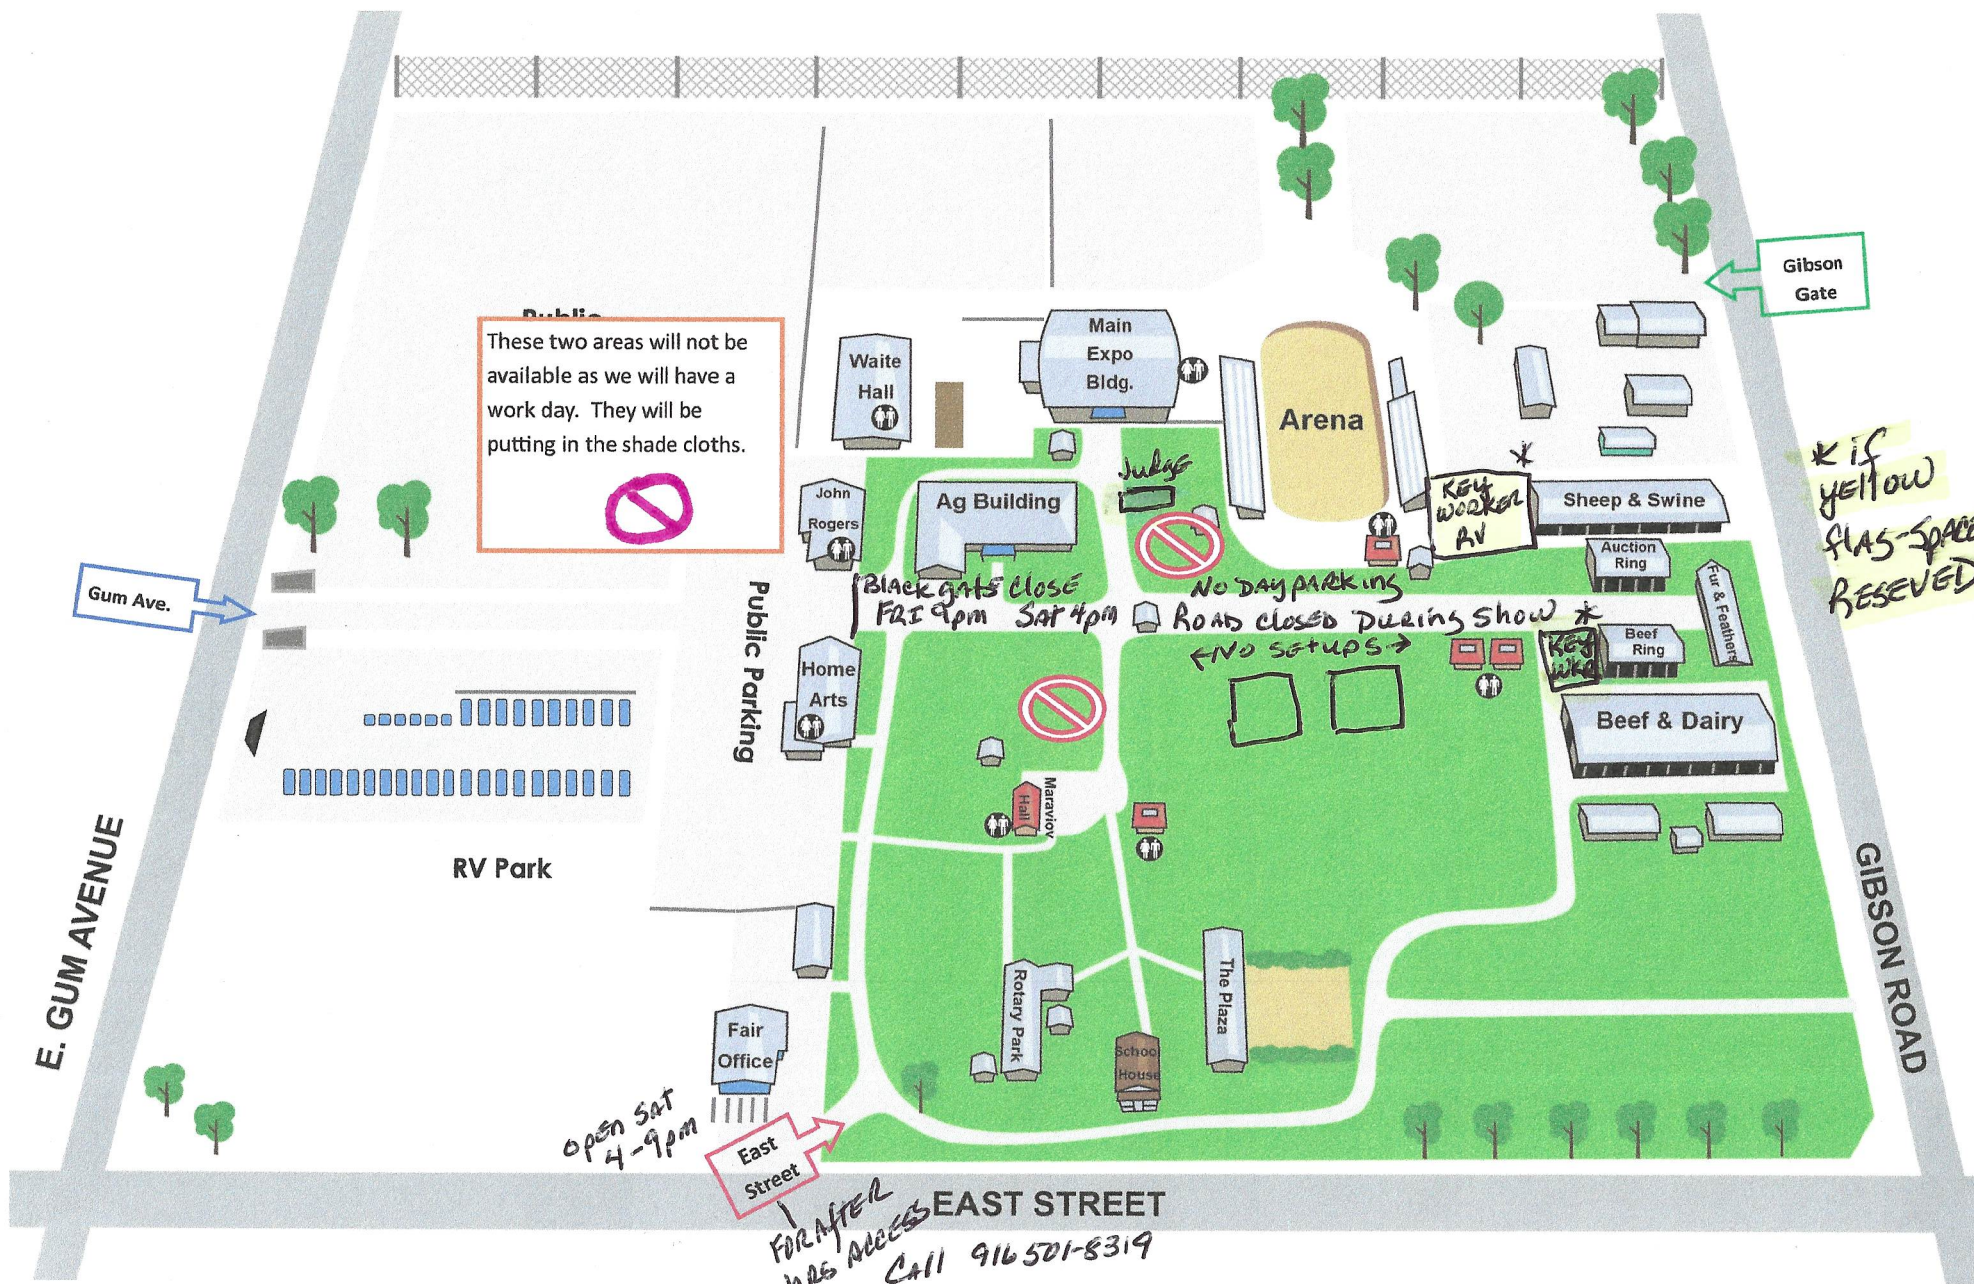 Public
These two areas will not be
available as we will have a
work day. They will be
putting in the shade cloths.
Waite
Hall
Main
Expo
Bldg.
Arena
Gibson
Gate
* if
yEllow
flAg-SpAcE
RESEVED
Judge
John
Rogers
Ag Building
*
KEY
WORKER
RV
Sheep & Swine
Auction
Ring
Fur & Feathers
Gum Ave.
BlAck gAtE Close
FRI 9pm SAT 4pm
No DAy pARking
ROAD Closed DURing Show *
←No SEtups→
KEY
WKR
Beef
Ring
Public Parking
Home
Arts
Beef & Dairy
Maraviov
Hall
RV Park
E. GUM AVENUE
GIBSON ROAD
Rotary Park
The Plaza
School
House
Fair
Office
open SAT
4-9pm
East
Street
EAST STREET
FOR AfTER
hRS ACCESS
CAll 916 501-8319